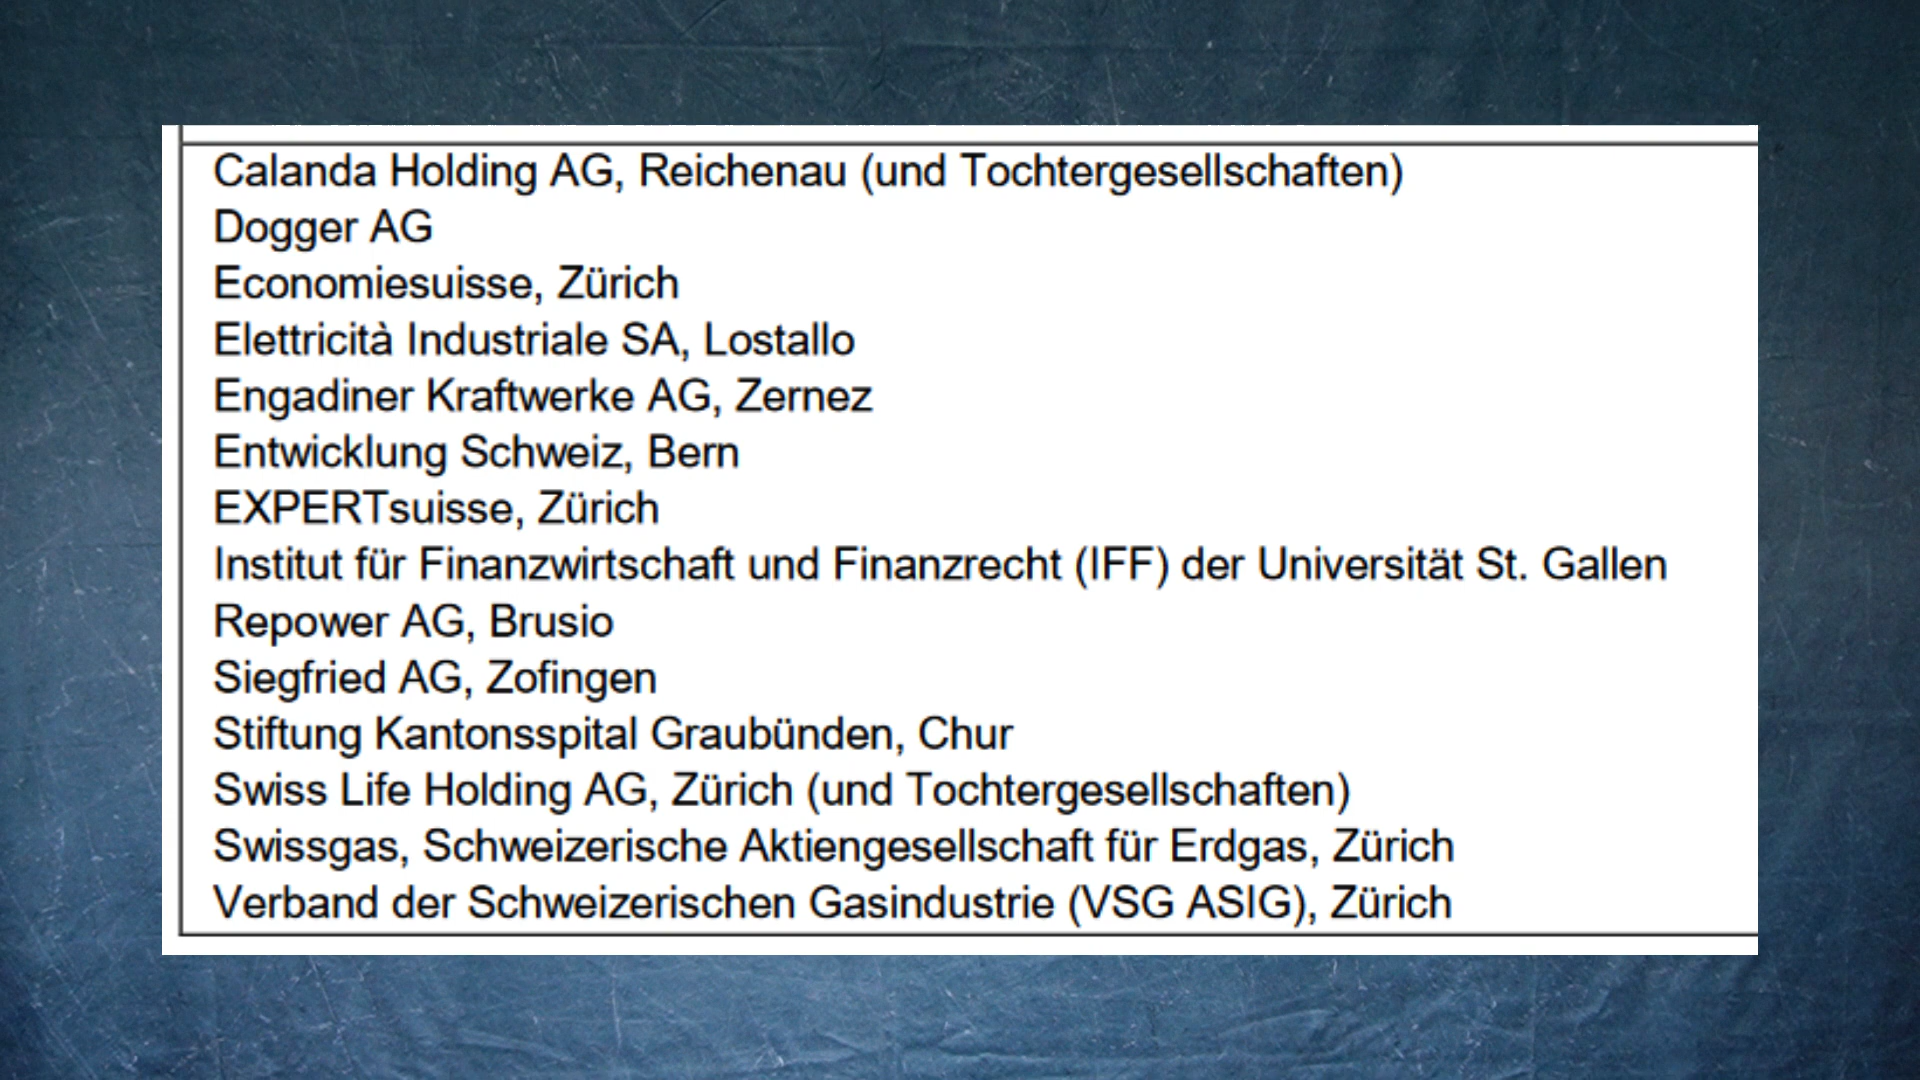 Calanda Holding AG, Reichenau (und Tochtergesellschaften)
Dogger AG
Economiesuisse, Zürich
Elettricità Industriale SA, Lostallo
Engadiner Kraftwerke AG, Zernez
Entwicklung Schweiz, Bern
EXPERTsuisse, Zürich
Institut für Finanzwirtschaft und Finanzrecht (IFF) der Universität St. Gallen
Repower AG, Brusio
Siegfried AG, Zofingen
Stiftung Kantonsspital Graubünden, Chur
Swiss Life Holding AG, Zürich (und Tochtergesellschaften)
Swissgas, Schweizerische Aktiengesellschaft für Erdgas, Zürich
Verband der Schweizerischen Gasindustrie (VSG ASIG), Zürich